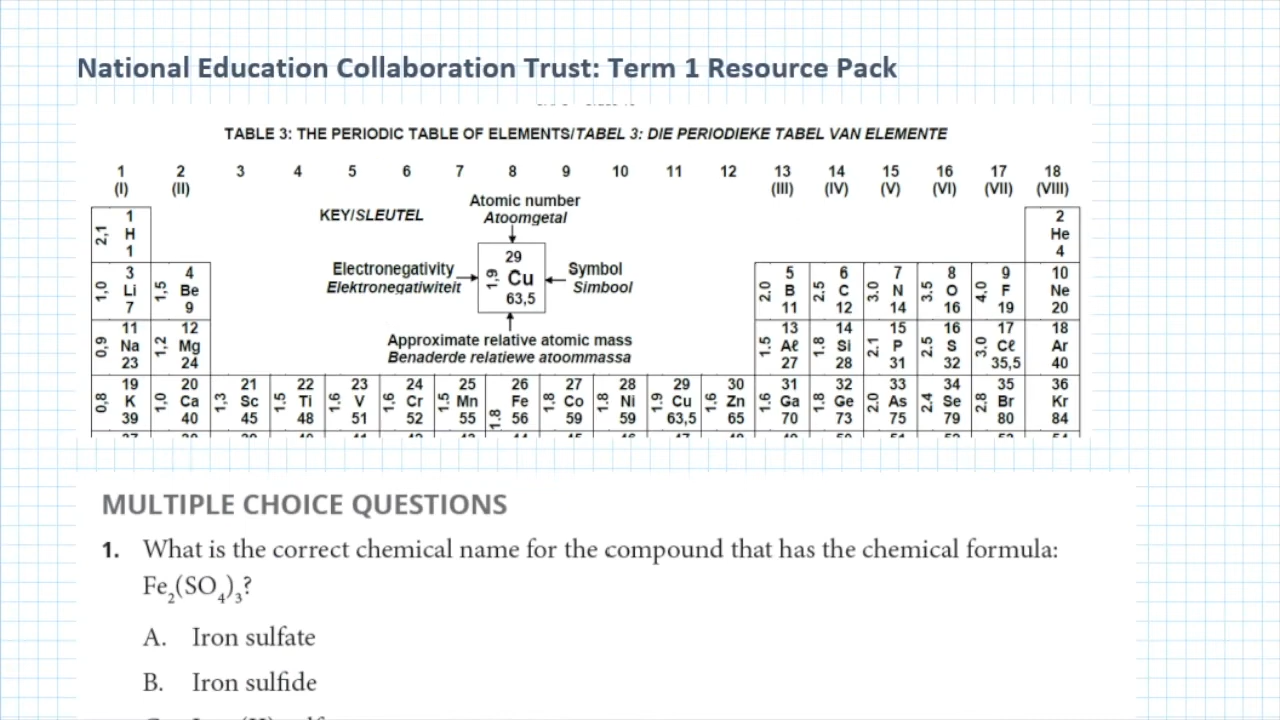 National Education Collaboration Trust: Term 1 Resource Pack
TABLE 3: THE PERIODIC TABLE OF ELEMENTS/TABEL 3: DIE PERIODIEKE TABEL VAN ELEMENTE
1 2 3 4 5 6 7 8 9 10 11 12 13 14 15 16 17 18
(I) (II) (III) (IV) (V) (VI) (VII) (VIII)
Atomic number
KEY/SLEUTEL Atoomgetal
1 2
2,1 H He
1 4
29
Electronegativity 1,9 Cu Symbol
Elektronegatiwiteit 63,5 Simbool
3 4 5 6 7 8 9 10
1,0 Li 1,5 Be 2,0 B 2,5 C 3,0 N 3,5 O 4,0 F Ne
7 9 11 12 14 16 19 20
Approximate relative atomic mass
Benaderde relatiewe atoommassa
11 12 13 14 15 16 17 18
0,9 Na 1,2 Mg 1,5 Aℓ 1,8 Si 2,1 P 2,5 S 3,0 Cℓ Ar
23 24 27 28 31 32 35,5 40
19 20 21 22 23 24 25 26 27 28 29 30 31 32 33 34 35 36
0,8 K 1,0 Ca 1,3 Sc 1,5 Ti 1,6 V 1,6 Cr 1,5 Mn 1,8 Fe 1,8 Co 1,8 Ni 1,9 Cu 1,6 Zn 1,6 Ga 1,8 Ge 2,0 As 2,4 Se 2,8 Br Kr
39 40 45 48 51 52 55 56 59 59 63,5 65 70 73 75 79 80 84
MULTIPLE CHOICE QUESTIONS
1. What is the correct chemical name for the compound that has the chemical formula:
Fe₂(SO₄)₃?
A. Iron sulfate
B. Iron sulfide